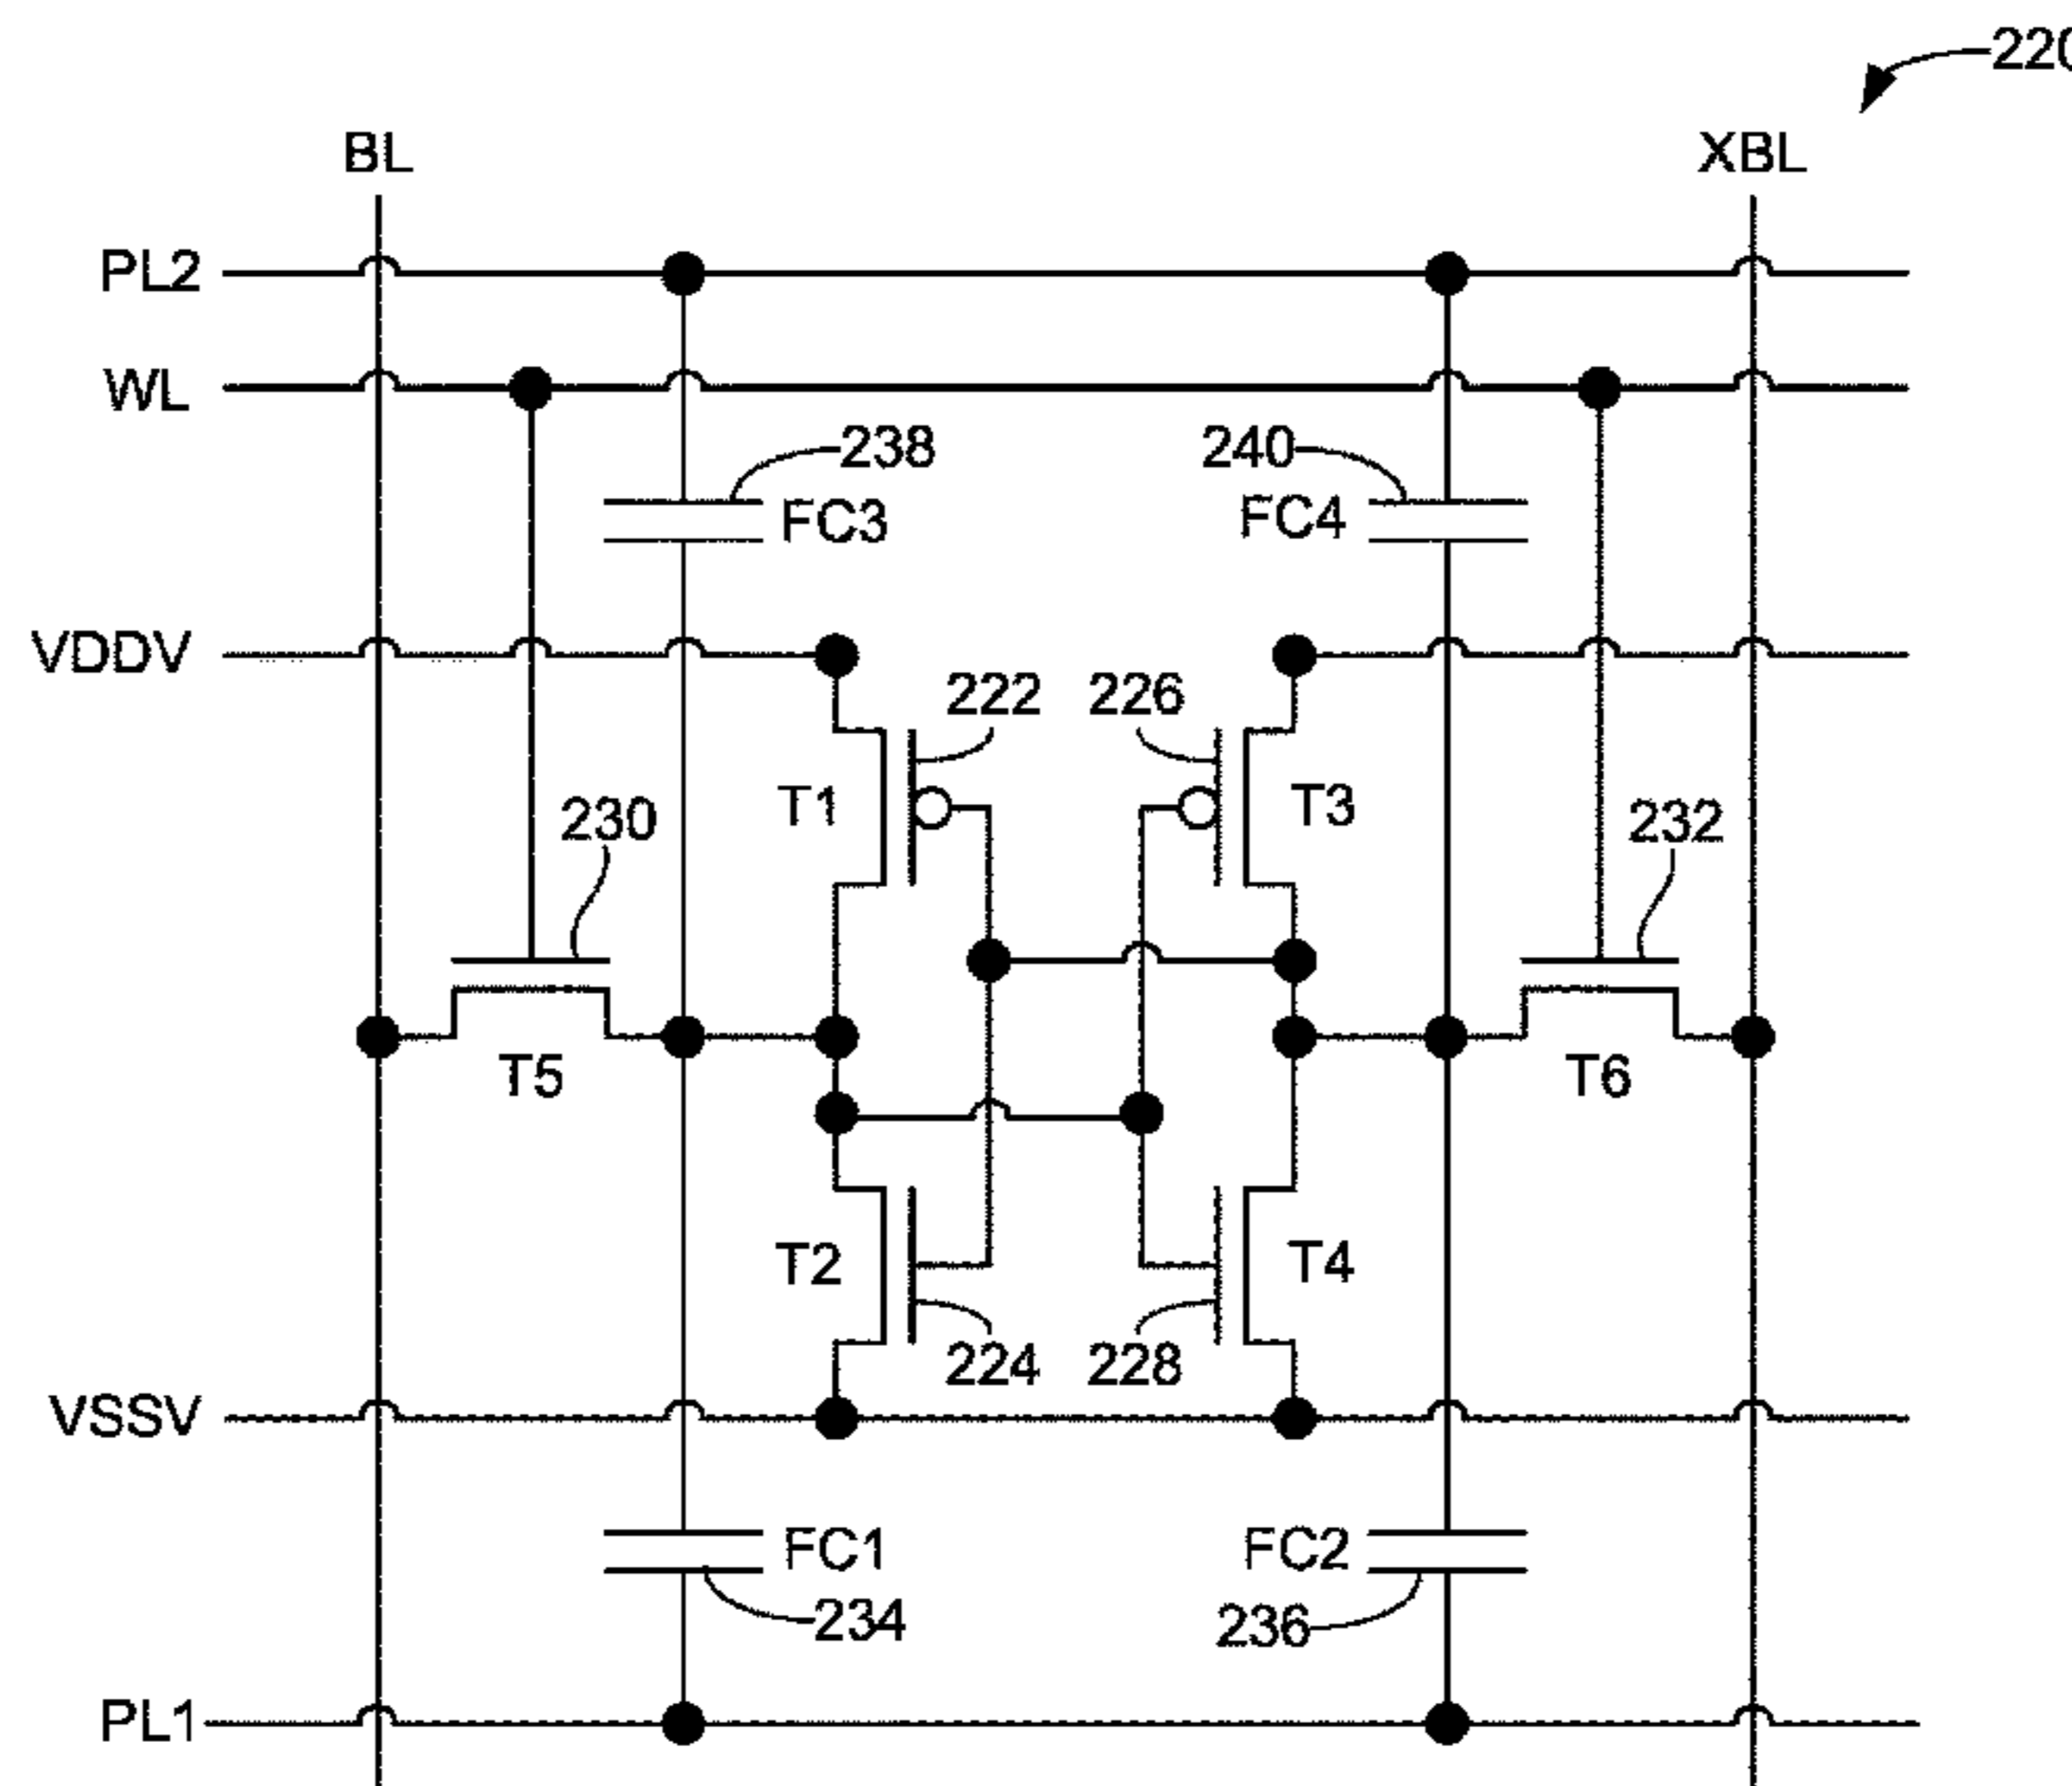 220
BL
XBL
PL2
WL
238
240
FC3
FC4
VDDV
222
226
T1
T3
230
232
T5
T6
T2
T4
224
228
VSSV
FC1
FC2
234
236
PL1